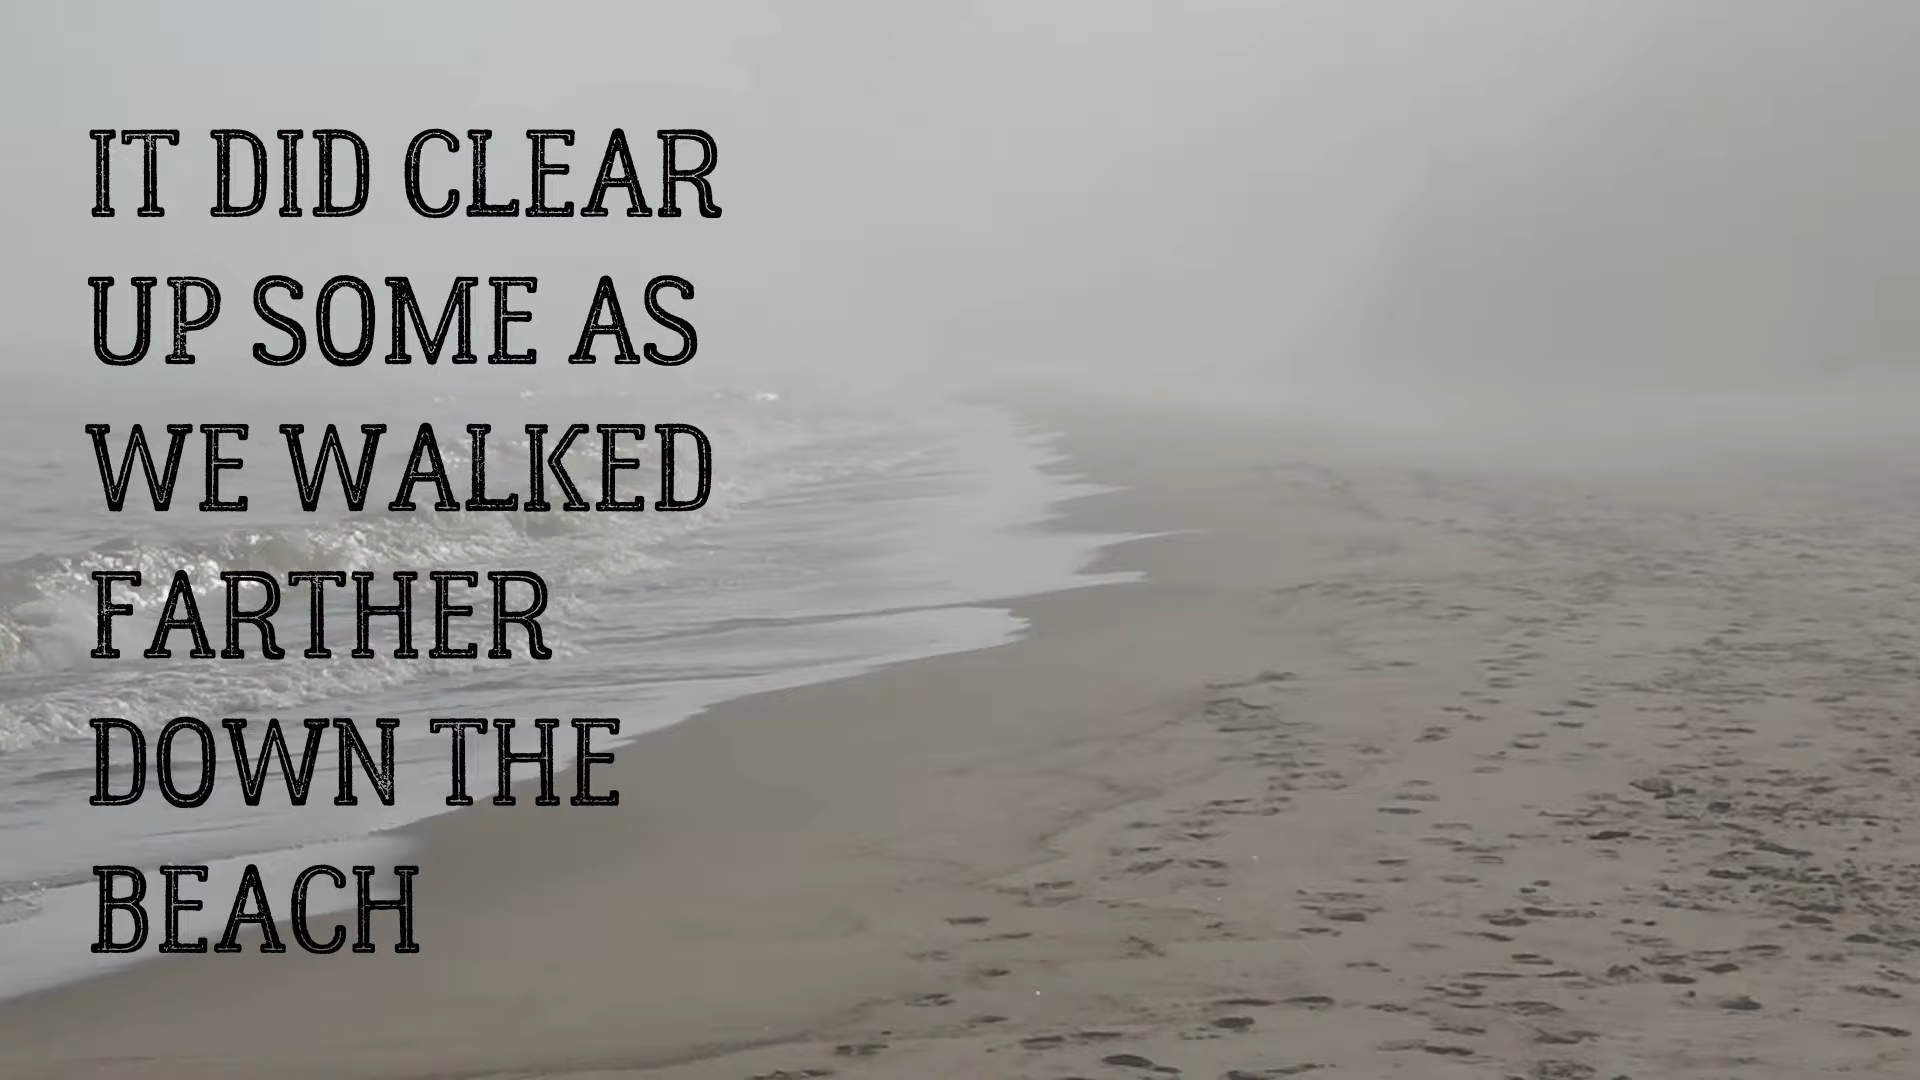 IT DID CLEAR
UP SOME AS
WE WALKED
FARTHER
DOWN THE
BEACH